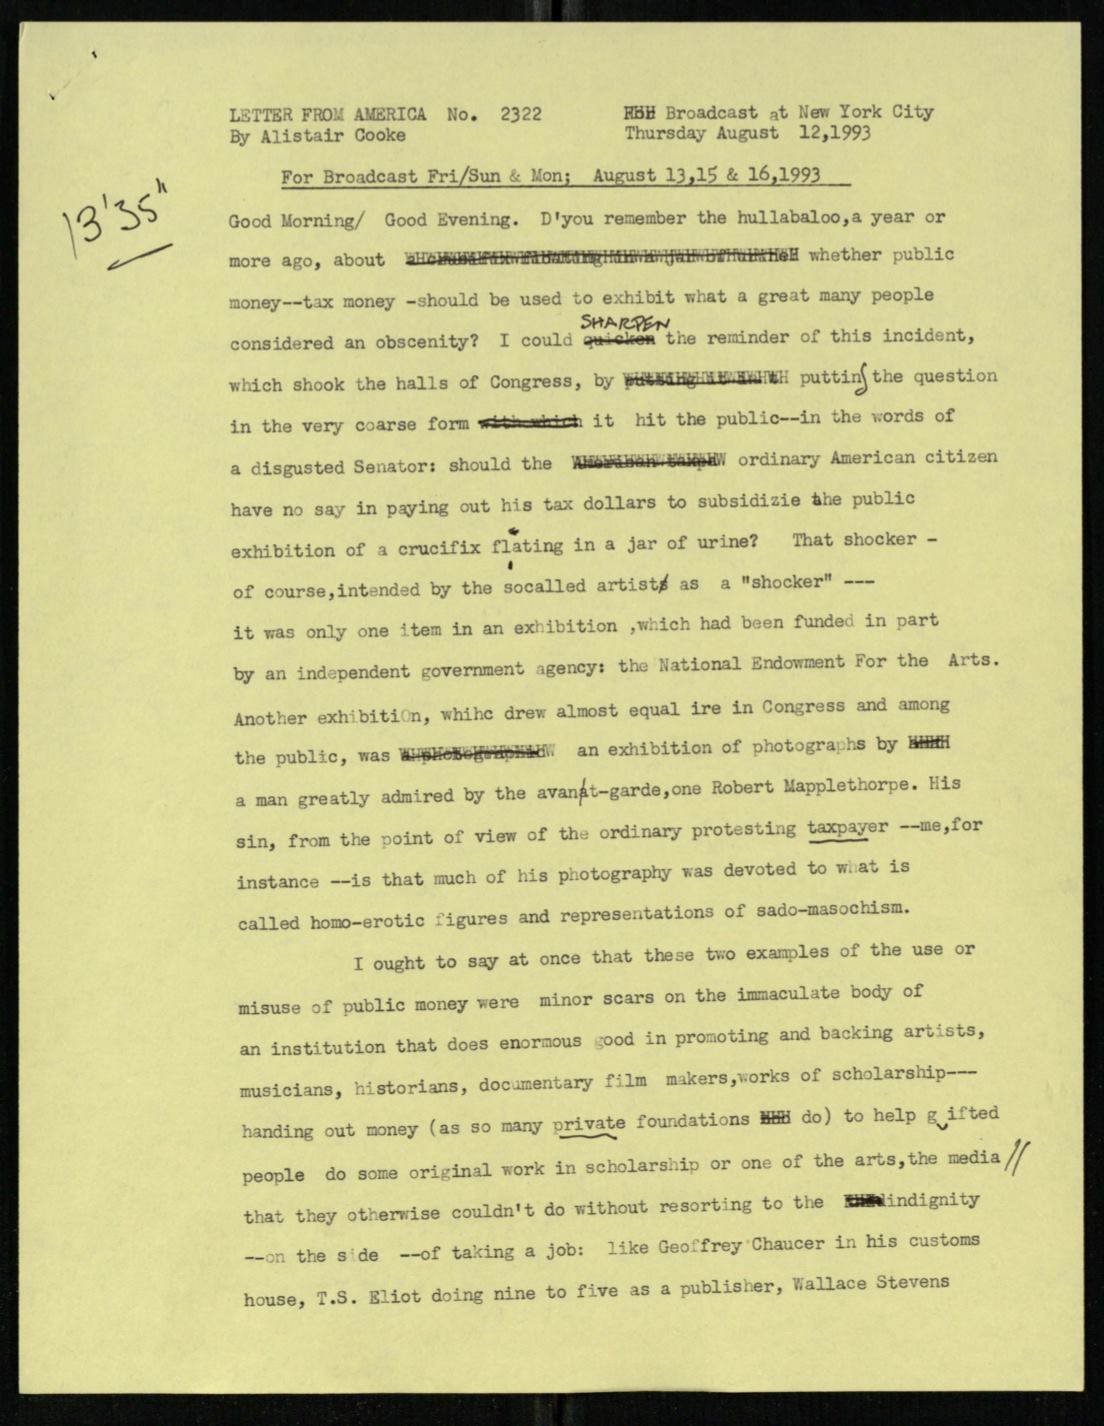 LETTER FROM AMERICA No. 2322 Broadcast at New York City
By Alistair Cooke Thursday August 12,1993
For Broadcast Fri/Sun & Mon; August 13,15 & 16,1993
13'35"
Good Morning/ Good Evening. D'you remember the hullabaloo,a year or
more ago, about whether public
money--tax money -should be used to exhibit what a great many people
SHARPEN
considered an obscenity? I could quicken the reminder of this incident,
which shook the halls of Congress, by putting the question
in the very coarse form with which it hit the public--in the words of
a disgusted Senator: should the ordinary American citizen
have no say in paying out his tax dollars to subsidizie the public
exhibition of a crucifix flating in a jar of urine? That shocker -
of course,intended by the socalled artists as a "shocker" ---
it was only one item in an exhibition ,which had been funded in part
by an independent government agency: the National Endowment For the Arts.
Another exhibitiOn, whihc drew almost equal ire in Congress and among
the public, was an exhibition of photographs by
a man greatly admired by the avanat-garde,one Robert Mapplethorpe. His
sin, from the point of view of the ordinary protesting taxpayer --me,for
instance --is that much of his photography was devoted to what is
called homo-erotic figures and representations of sado-masochism.
I ought to say at once that these two examples of the use or
misuse of public money were minor scars on the immaculate body of
an institution that does enormous good in promoting and backing artists,
musicians, historians, documentary film makers,works of scholarship---
handing out money (as so many private foundations do) to help g ifted
people do some original work in scholarship or one of the arts,the media //
that they otherwise couldn't do without resorting to the indignity
--on the side --of taking a job: like Geoffrey Chaucer in his customs
house, T.S. Eliot doing nine to five as a publisher, Wallace Stevens